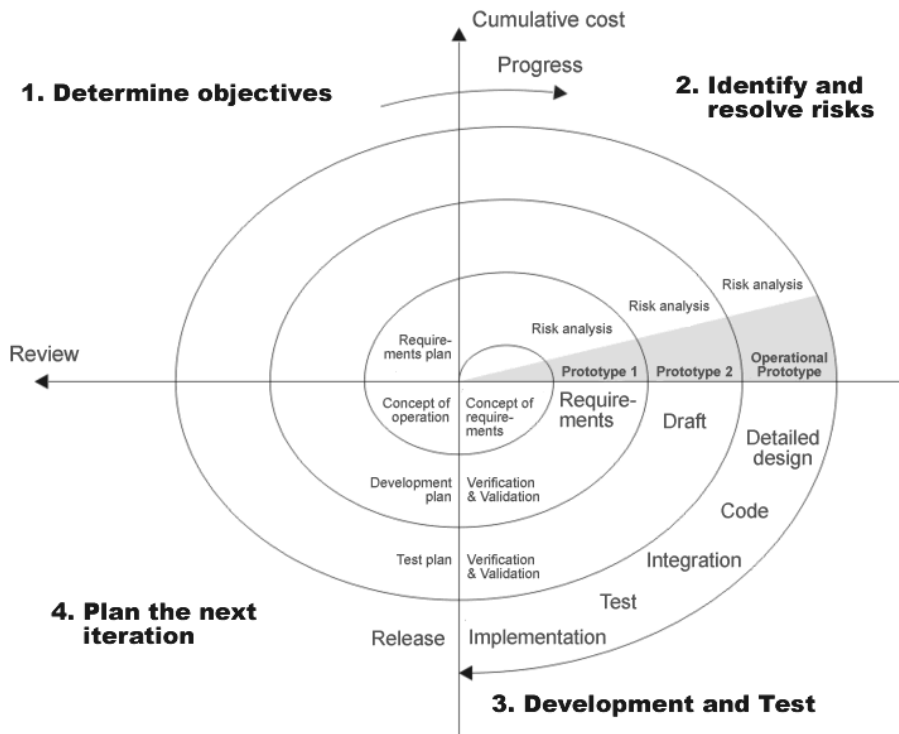 Cumulative cost
Progress
1. Determine objectives
2. Identify and
resolve risks
Risk analysis
Risk analysis
Risk analysis
Require-
ments plan
Review
Prototype 1
Prototype 2
Operational
Prototype
Concept of
operation
Concept of
require-
ments
Require-
ments
Draft
Detailed
design
Development
plan
Verification
& Validation
Code
Test plan
Verification
& Validation
Integration
Test
4. Plan the next
iteration
Release
Implementation
3. Development and Test